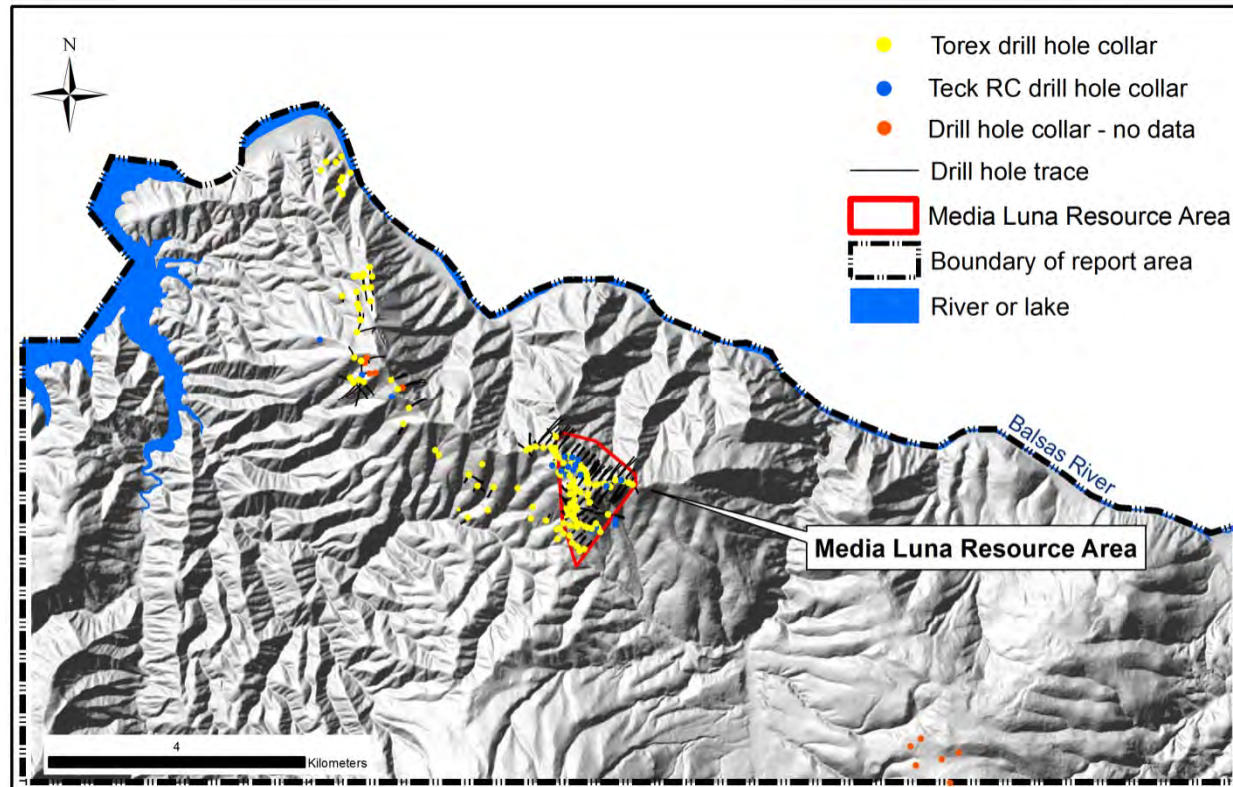 N
Torex drill hole collar
Teck RC drill hole collar
Drill hole collar - no data
Drill hole trace
Media Luna Resource Area
Boundary of report area
River or lake
Balsas River
Media Luna Resource Area
4
Kilometers